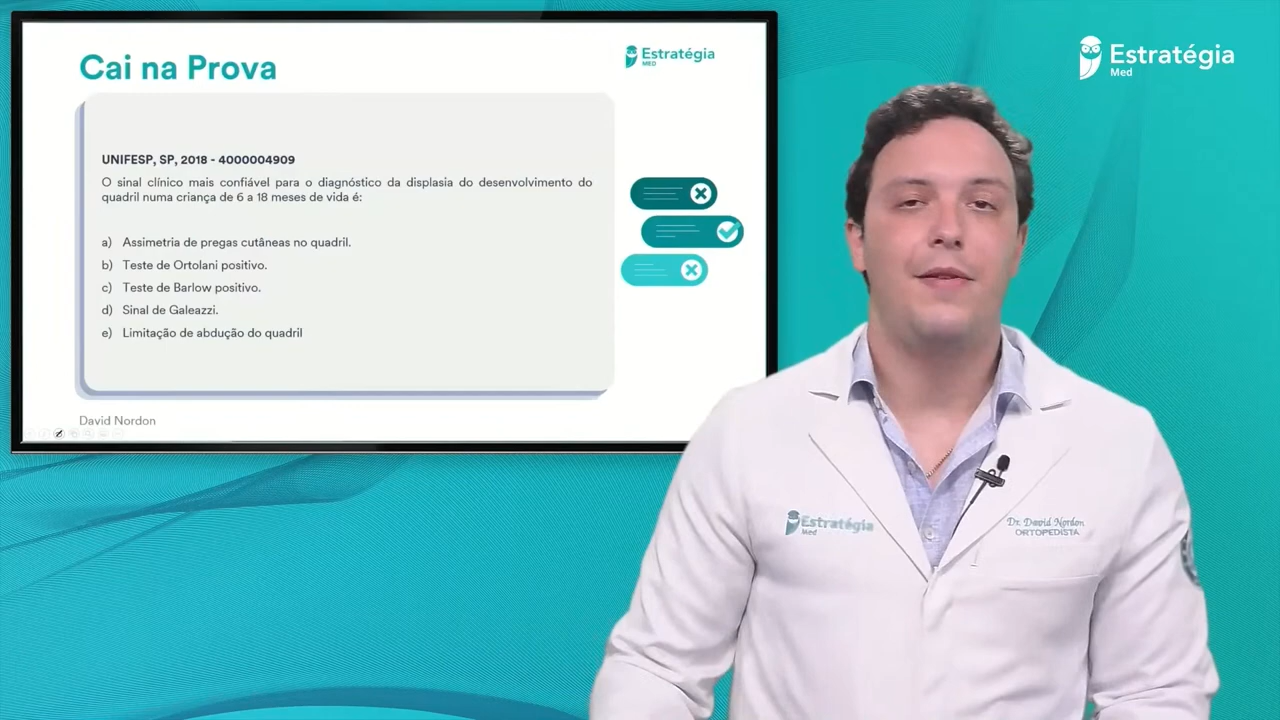 Cai na Prova
Estratégia
MED
UNIFESP, SP, 2018 - 4000004909
O sinal clínico mais confiável para o diagnóstico da displasia do desenvolvimento do
quadril numa criança de 6 a 18 meses de vida é:
a) Assimetria de pregas cutâneas no quadril.
b) Teste de Ortolani positivo.
c) Teste de Barlow positivo.
d) Sinal de Galeazzi.
e) Limitação de abdução do quadril
David Nordon
Estratégia
Med
Estratégia
Med
Dr. David Nordon
ORTOPEDISTA